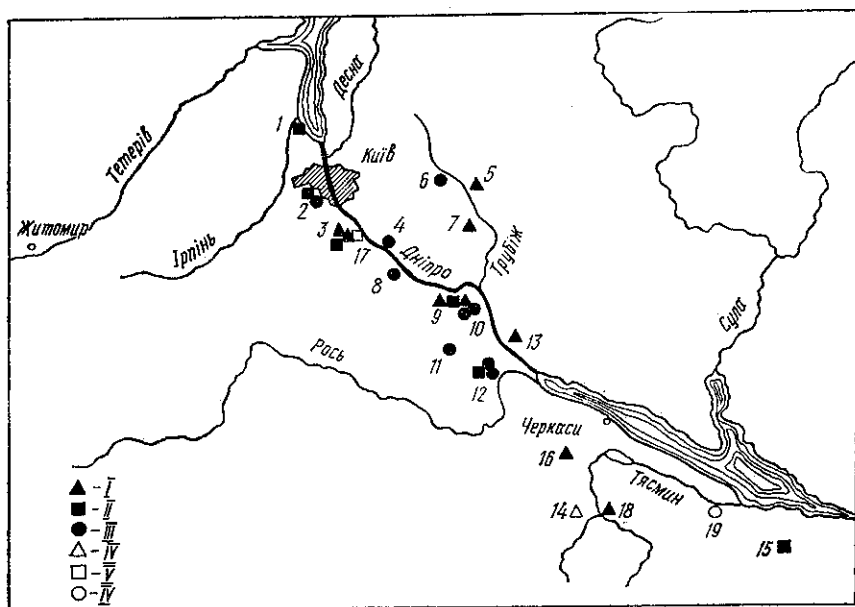 Десна
1
Тетерів
Київ
6
5
2
Житомир
3
4
7
17
Ірпінь
Дніпро
Трубіж
8
9
10
Сула
13
Рось
11
12
Черкаси
16
▲ - I
Тясмин
■ - II
14
18
19
● - III
15
△ - IV
□ - V
○ - IV